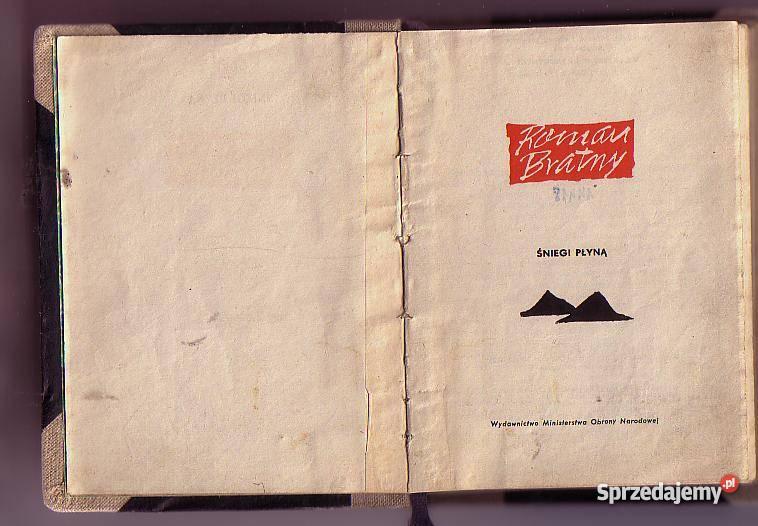 Roman
Bratny
ŚNIEGI PŁYNĄ
Wydawnictwo Ministerstwa Obrony Narodowej
Sprzedajemy.pl